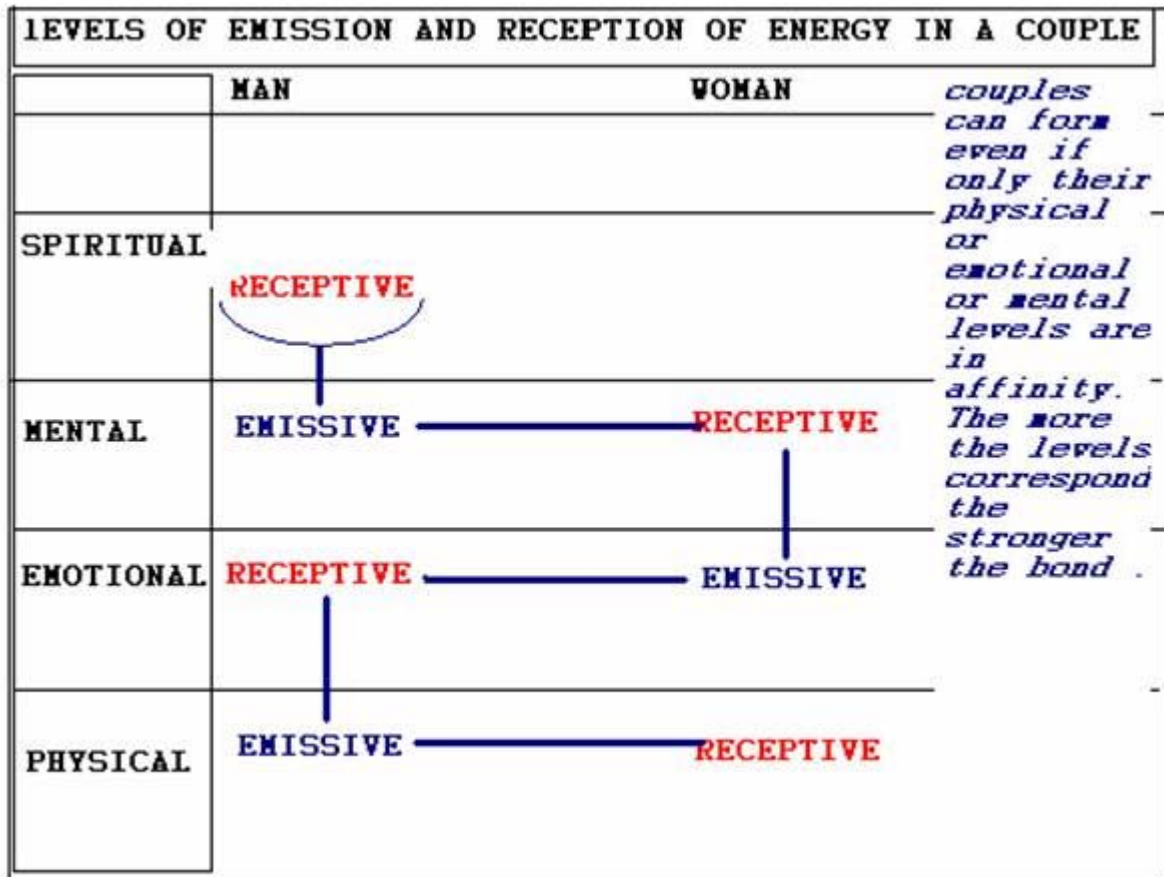 lEVELS OF EMISSION AND RECEPTION OF ENERGY IN A COUPLE
MAN WOMAN
SPIRITUAL
RECEPTIVE
MENTAL EMISSIVE RECEPTIVE
EMOTIONAL RECEPTIVE EMISSIVE
PHYSICAL EMISSIVE RECEPTIVE
couples
can form
even if
only their
physical
or
emotional
or mental
levels are
in
affinity.
The more
the levels
correspond
the
stronger
the bond .